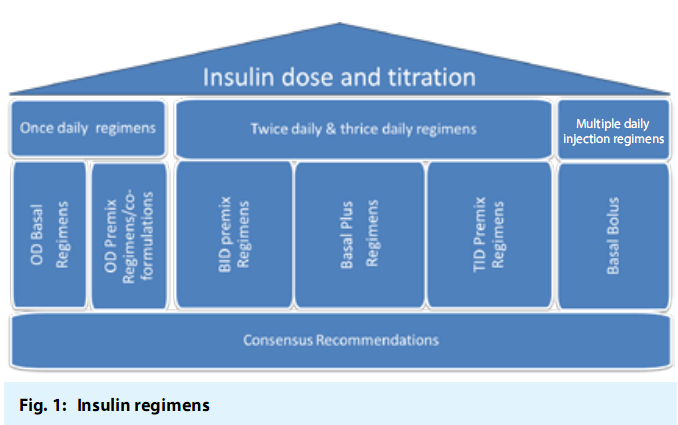 Insulin dose and titration
Once daily regimens
Twice daily & thrice daily regimens
Multiple daily
injection regimens
OD Basal
Regimens
OD Premix
Regimens/co-
formulations
BID premix
Regimens
Basal Plus
Regimens
TID Premix
Regimens
Basal Bolus
Consensus Recommendations
Fig. 1: Insulin regimens